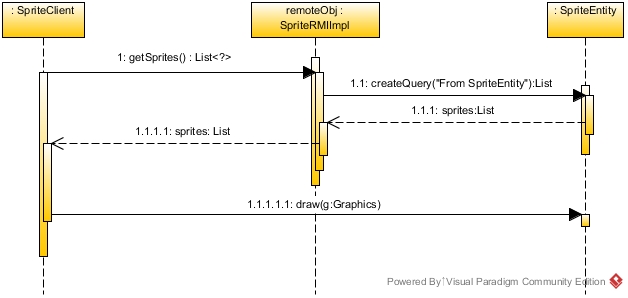 : SpriteClient
remoteObj :
SpriteRMIImpl
: SpriteEntity
1: getSprites() : List<?>
1.1: createQuery("From SpriteEntity"):List
1.1.1: sprites:List
1.1.1.1: sprites: List
1.1.1.1.1: draw(g:Graphics)
Powered By Visual Paradigm Community Edition